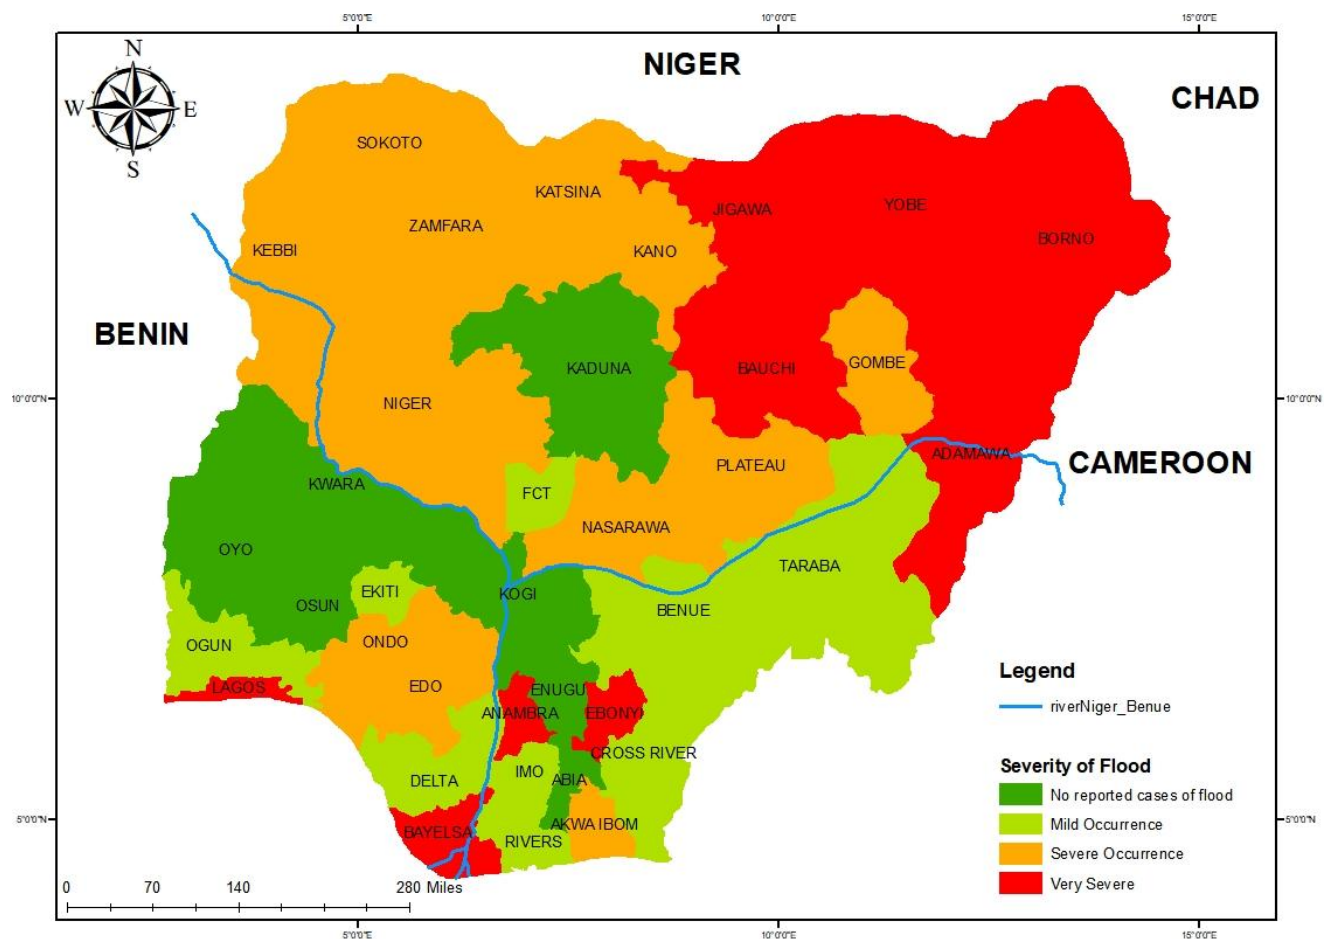 5°0'0"E
10°0'0"E
15°0'0"E
N
W
E
S
NIGER
CHAD
BENIN
CAMEROON
SOKOTO
KATSINA
ZAMFARA
KEBBI
KANO
JIGAWA
YOBE
BORNO
KADUNA
BAUCHI
GOMBE
NIGER
10°0'0"N
10°0'0"N
PLATEAU
ADAMAWA
KWARA
FCT
NASARAWA
OYO
TARABA
EKITI
KOGI
OSUN
BENUE
OGUN
ONDO
LAGOS
EDO
ENUGU
ANAMBRA
EBONYI
CROSS RIVER
DELTA
IMO
ABIA
BAYELSA
RIVERS
AKWA IBOM
5°0'0"N
5°0'0"N
Legend
riverNiger_Benue
Severity of Flood
No reported cases of flood
Mild Occurrence
Severe Occurrence
Very Severe
0 70 140 280 Miles
5°0'0"E
10°0'0"E
15°0'0"E